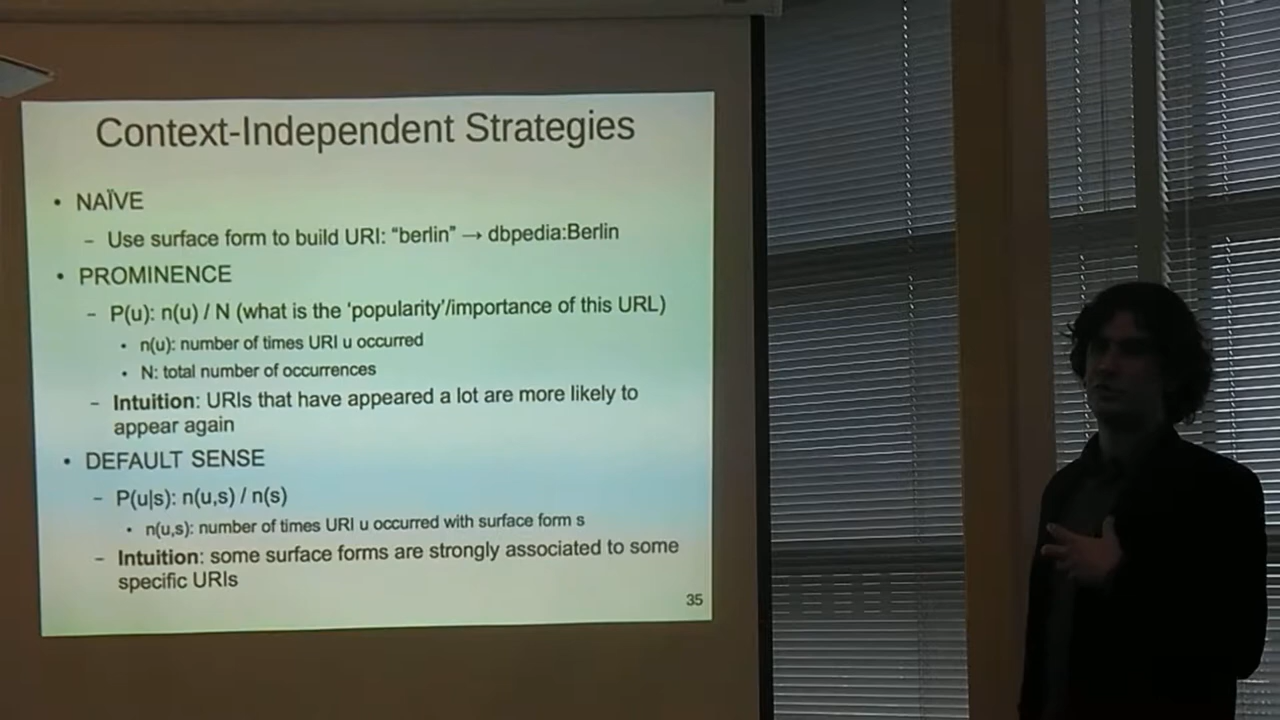 Context-Independent Strategies
• NAÏVE
– Use surface form to build URI: “berlin” → dbpedia:Berlin
• PROMINENCE
– P(u): n(u) / N (what is the ‘popularity’/importance of this URL)
• n(u): number of times URI u occurred
• N: total number of occurrences
– Intuition: URIs that have appeared a lot are more likely to
appear again
• DEFAULT SENSE
– P(u|s): n(u,s) / n(s)
• n(u,s): number of times URI u occurred with surface form s
– Intuition: some surface forms are strongly associated to some
specific URIs
35